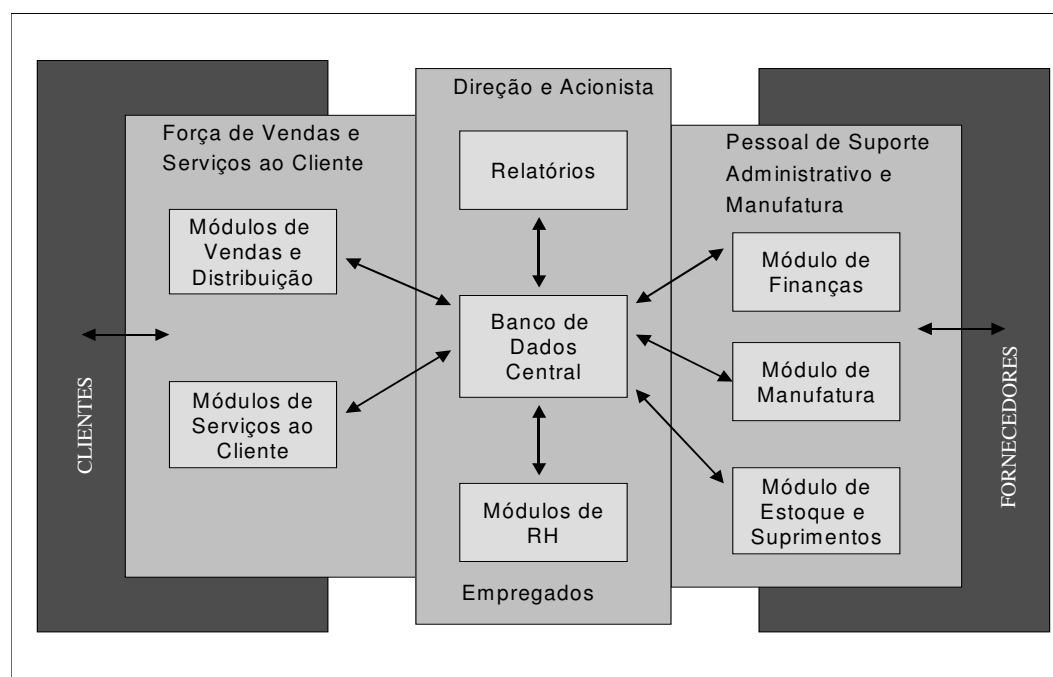 Direção e Acionista
Força de Vendas e
Serviços ao Cliente
Pessoal de Suporte
Administrativo e
Manufatura
Relatórios
Módulos de
Vendas e
Distribuição
Módulo de
Finanças
Banco de
Dados
Central
Módulo de
Manufatura
CLIENTES
FORNECEDORES
Módulos de
Serviços ao
Cliente
Módulos de
RH
Módulo de
Estoque e
Suprimentos
Empregados